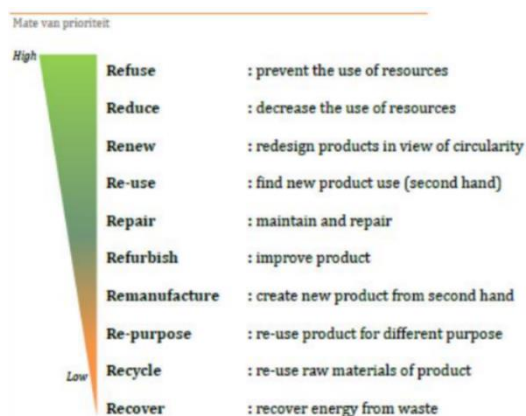 Mate van prioriteit
High
Refuse : prevent the use of resources
Reduce : decrease the use of resources
Renew : redesign products in view of circularity
Re-use : find new product use (second hand)
Repair : maintain and repair
Refurbish : improve product
Remanufacture : create new product from second hand
Re-purpose : re-use product for different purpose
Low Recycle : re-use raw materials of product
Recover : recover energy from waste